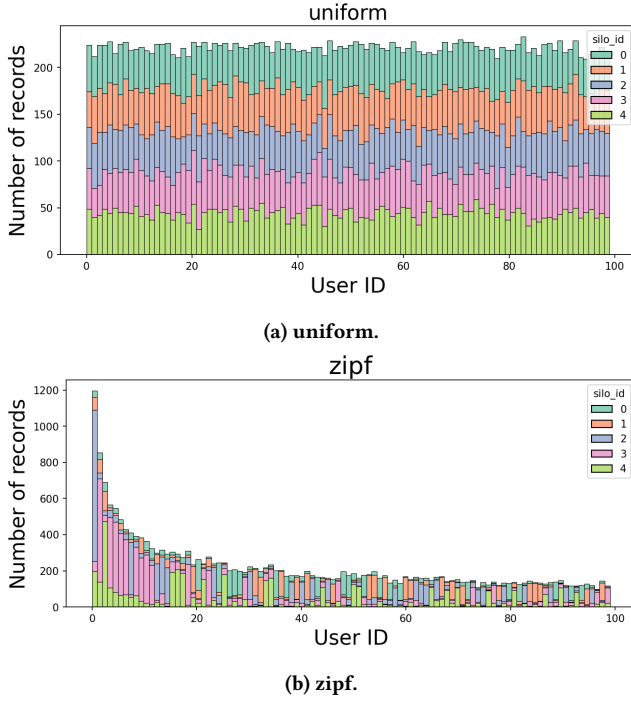 uniform
silo_id
0
1
2
3
4
200
150
100
50
0
Number of records
0 20 40 60 80 100
User ID
(a) uniform.
zipf
silo_id
0
1
2
3
4
1200
1000
800
600
400
200
0
Number of records
0 20 40 60 80 100
User ID
(b) zipf.